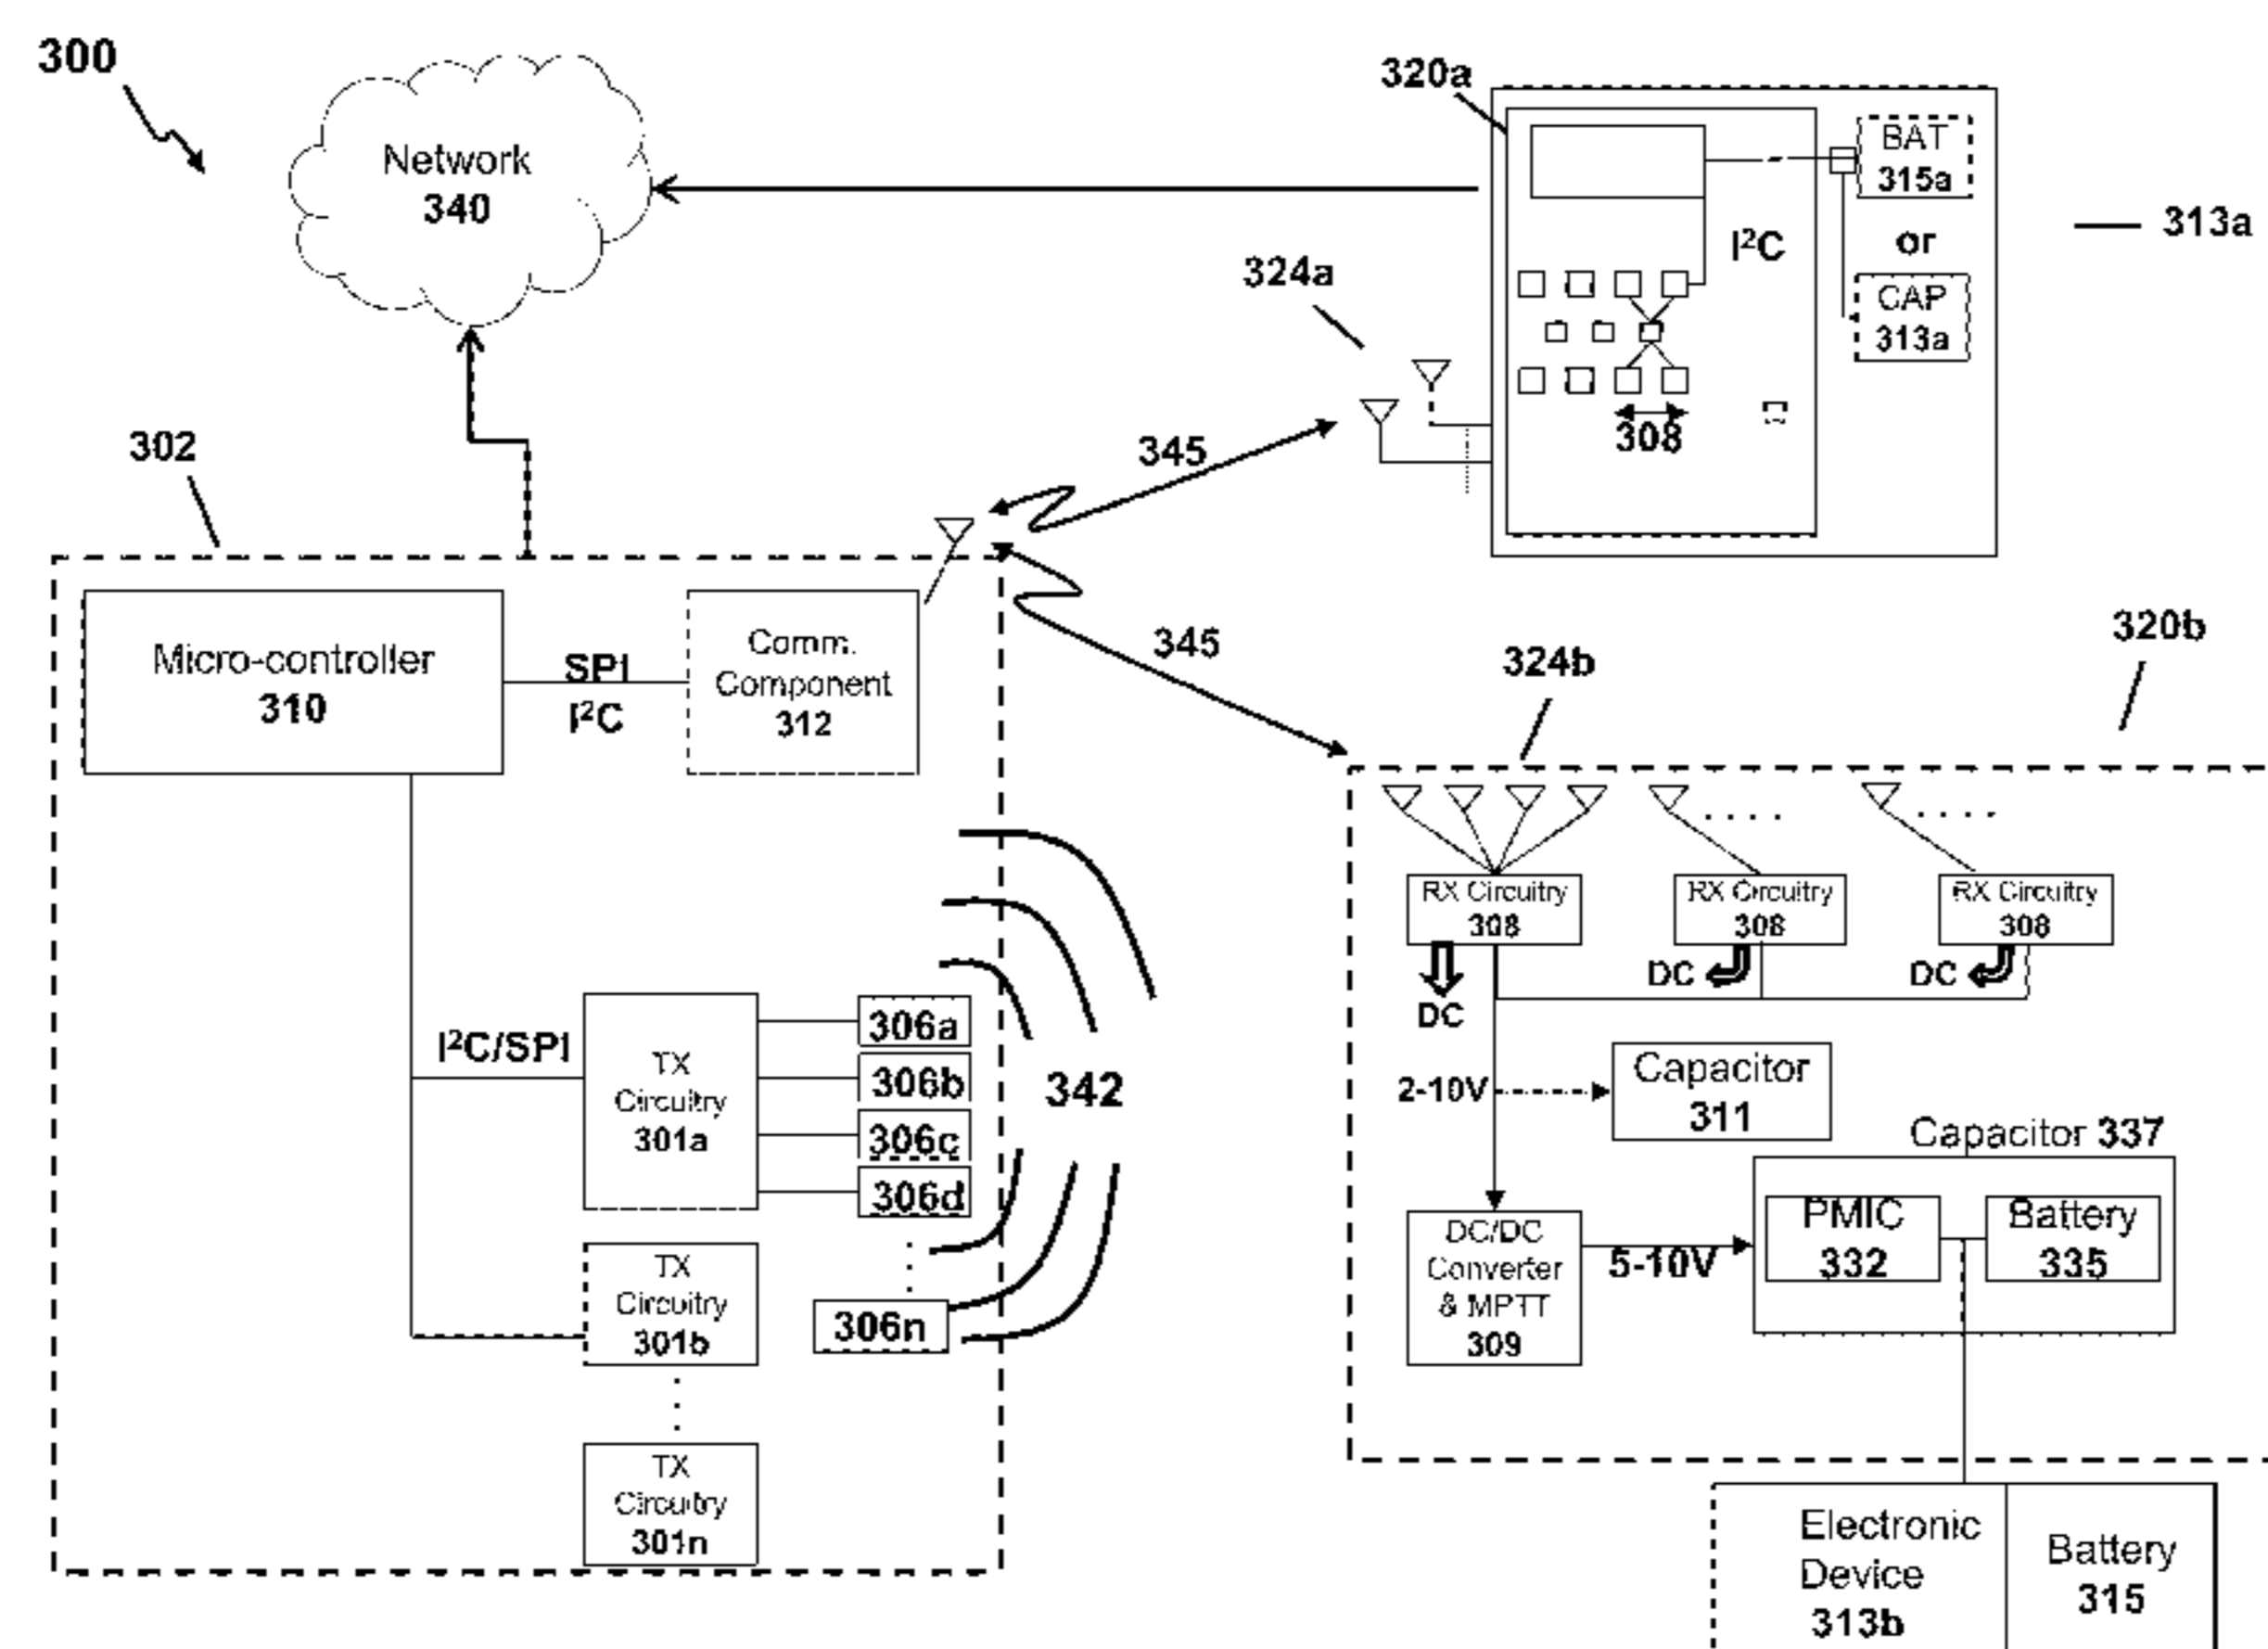 300
Network
340
320a
BAT
315a
or
CAP
313a
313a
I²C
308
324a
345
302
Micro-controller
310
SPI
I²C
Comm.
Component
312
345
324b
320b
RX Circuitry
308
RX Circuitry
308
RX Circuitry
308
DC
DC
DC
I²C/SPI
TX
Circuitry
301a
306a
306b
306c
306d
342
2-10V
Capacitor
311
Capacitor 337
PMIC
332
Battery
335
DC/DC
Converter
& MPTT
309
5-10V
TX
Circuitry
301b
306n
TX
Circuitry
301n
Electronic
Device
313b
Battery
315